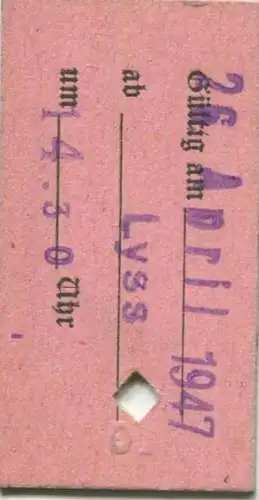 Gültig am 26 April 1947
ab Lyss
um 14.30 Uhr